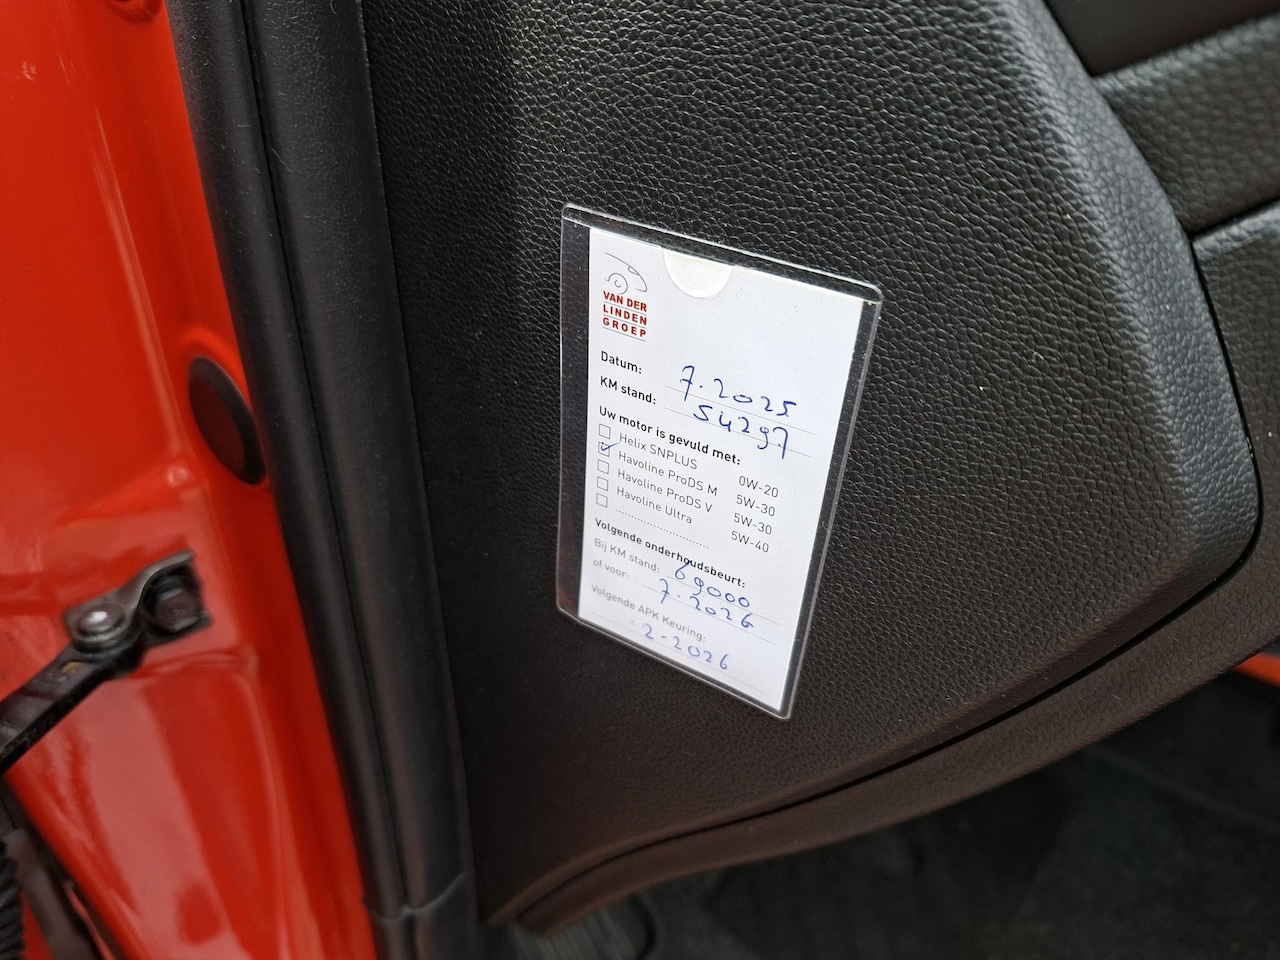 VAN DER
LINDEN
GROEP
Datum: 7.2025
KM stand: 54297
Uw motor is gevuld met:
Helix SNPLUS 0W-20
Havoline ProDS M 5W-30
Havoline ProDS V 5W-30
Havoline Ultra 5W-40
Volgende onderhoudsbeurt:
Bij KM stand: 69000
of voor: 7.2026
Volgende APK Keuring:
2-2026